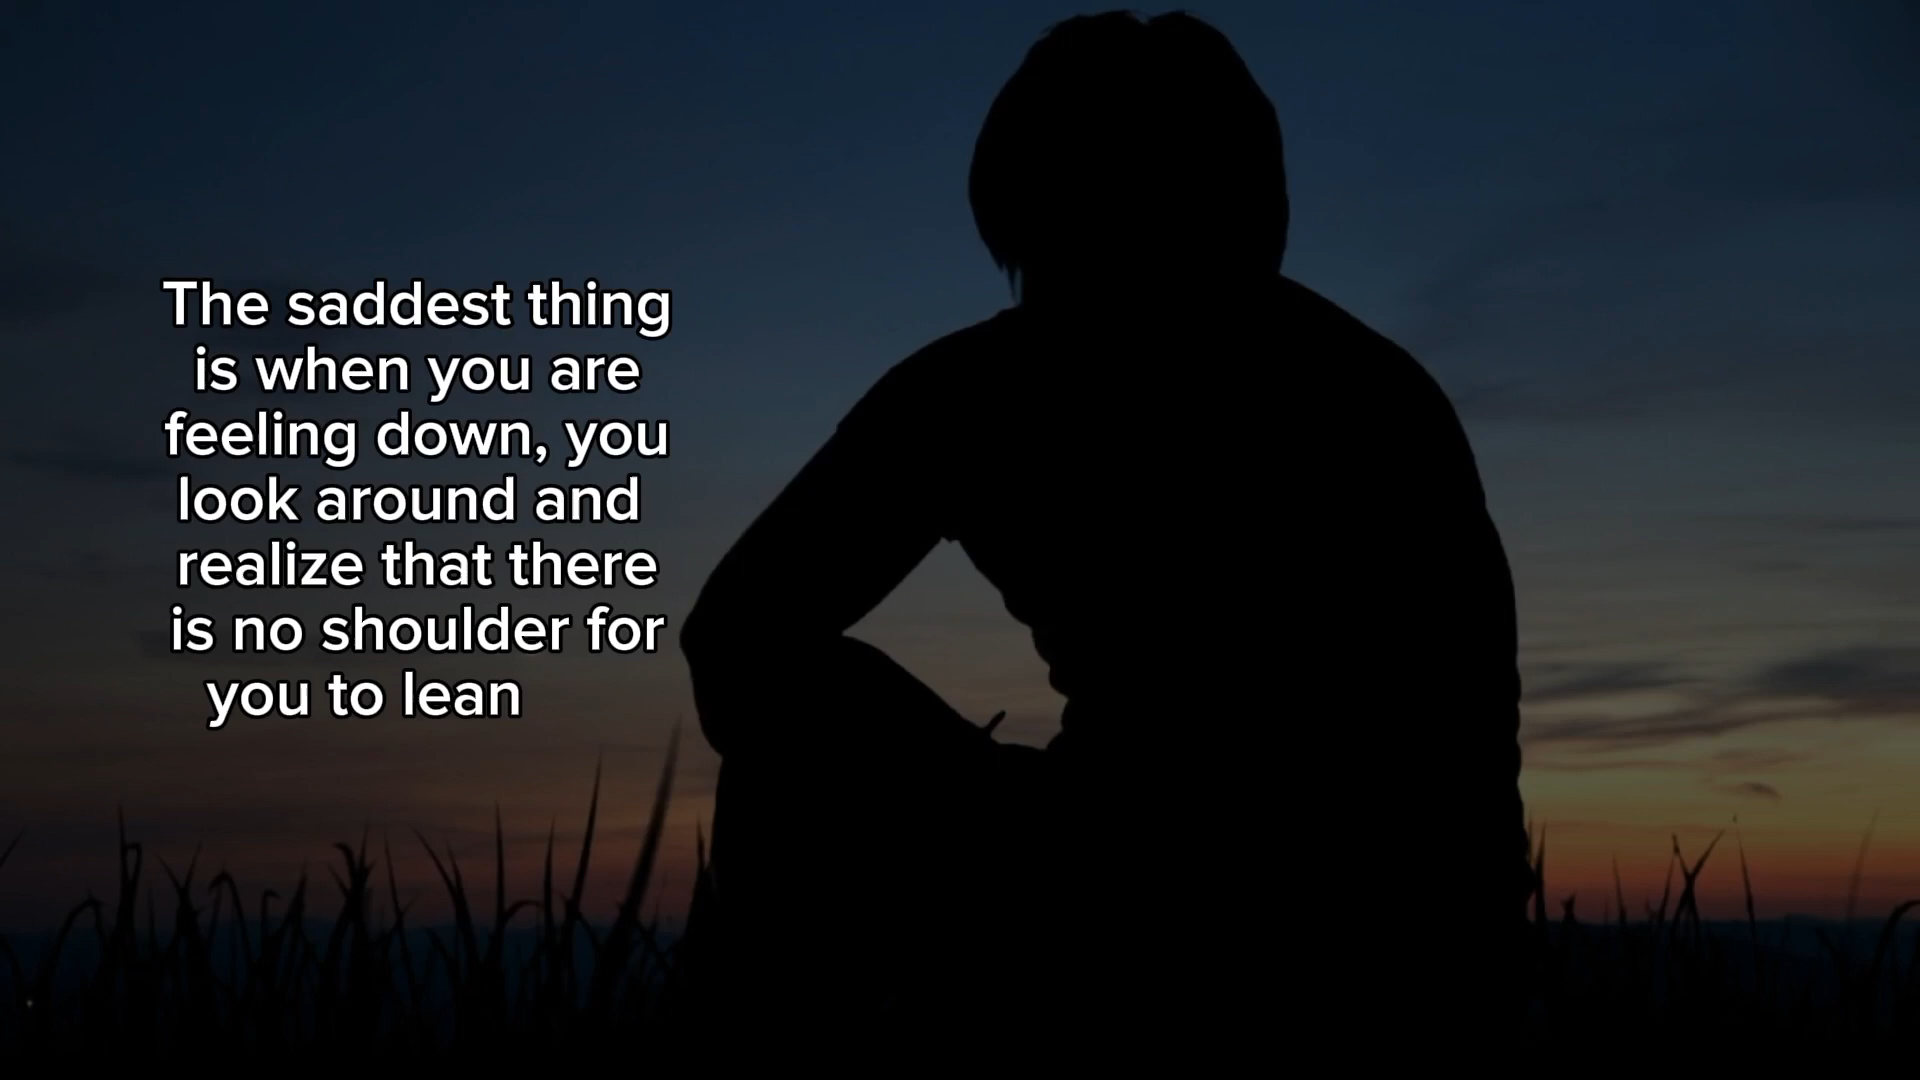 The saddest thing
is when you are
feeling down, you
look around and
realize that there
is no shoulder for
you to lean